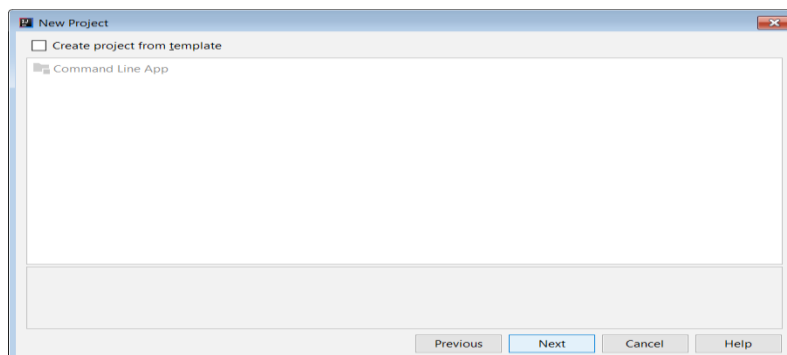 New Project
Create project from template
Command Line App
Previous Next Cancel Help